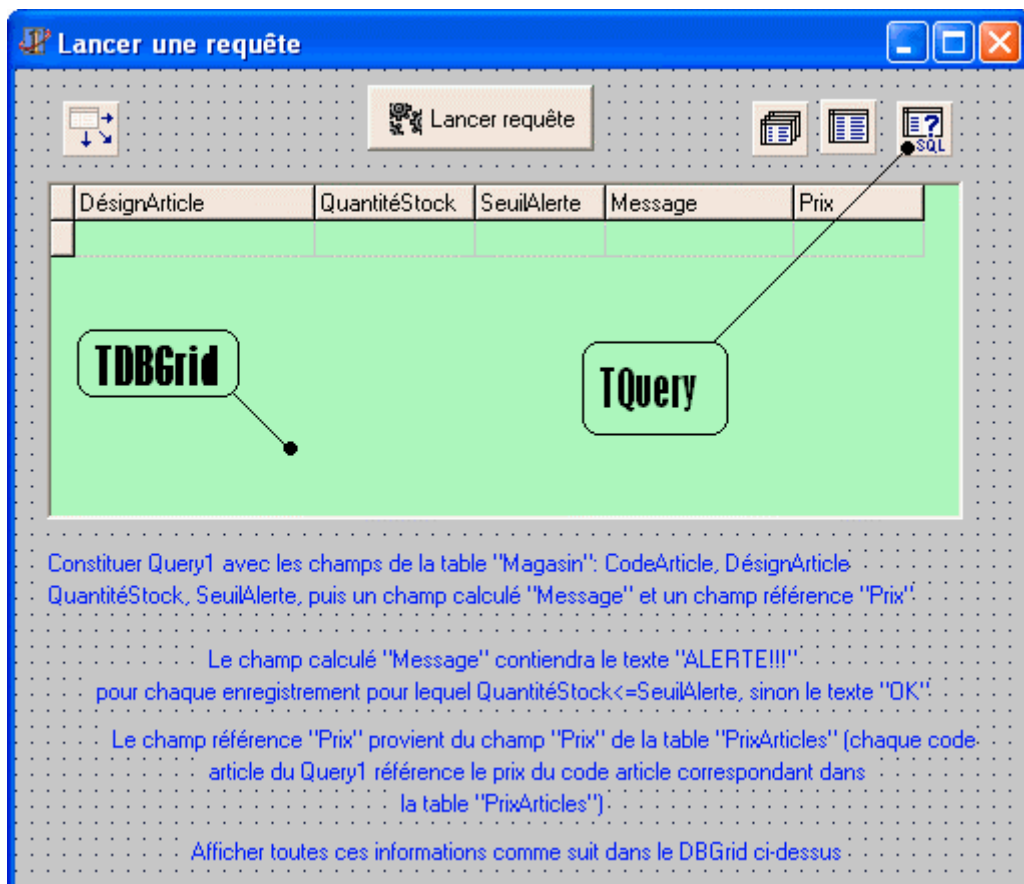 Lancer une requête
Lancer requête
SQL
DésignArticle QuantitéStock SeuilAlerte Message Prix
TDBGrid
TQuery
Constituer Query1 avec les champs de la table "Magasin": CodeArticle, DésignArticle
QuantitéStock, SeuilAlerte, puis un champ calculé "Message" et un champ référence "Prix".
Le champ calculé "Message" contiendra le texte "ALERTE!!!"
pour chaque enregistrement pour lequel QuantitéStock<=SeuilAlerte, sinon le texte "OK".
Le champ référence "Prix" provient du champ "Prix" de la table "PrixArticles" (chaque code
article du Query1 référence le prix du code article correspondant dans
la table "PrixArticles")
Afficher toutes ces informations comme suit dans le DBGrid ci-dessus